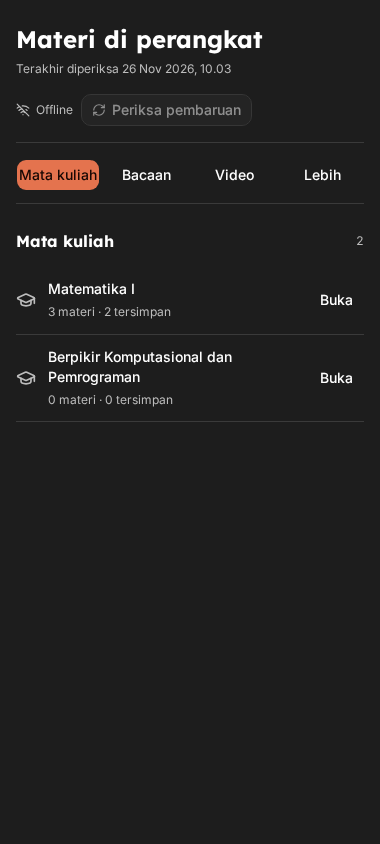 Materi di perangkat
Terakhir diperiksa 26 Nov 2026, 10.03
Offline
Periksa pembaruan
Mata kuliah
Bacaan
Video
Lebih
Mata kuliah
2
Matematika I
3 materi · 2 tersimpan
Buka
Berpikir Komputasional dan
Pemrograman
0 materi · 0 tersimpan
Buka